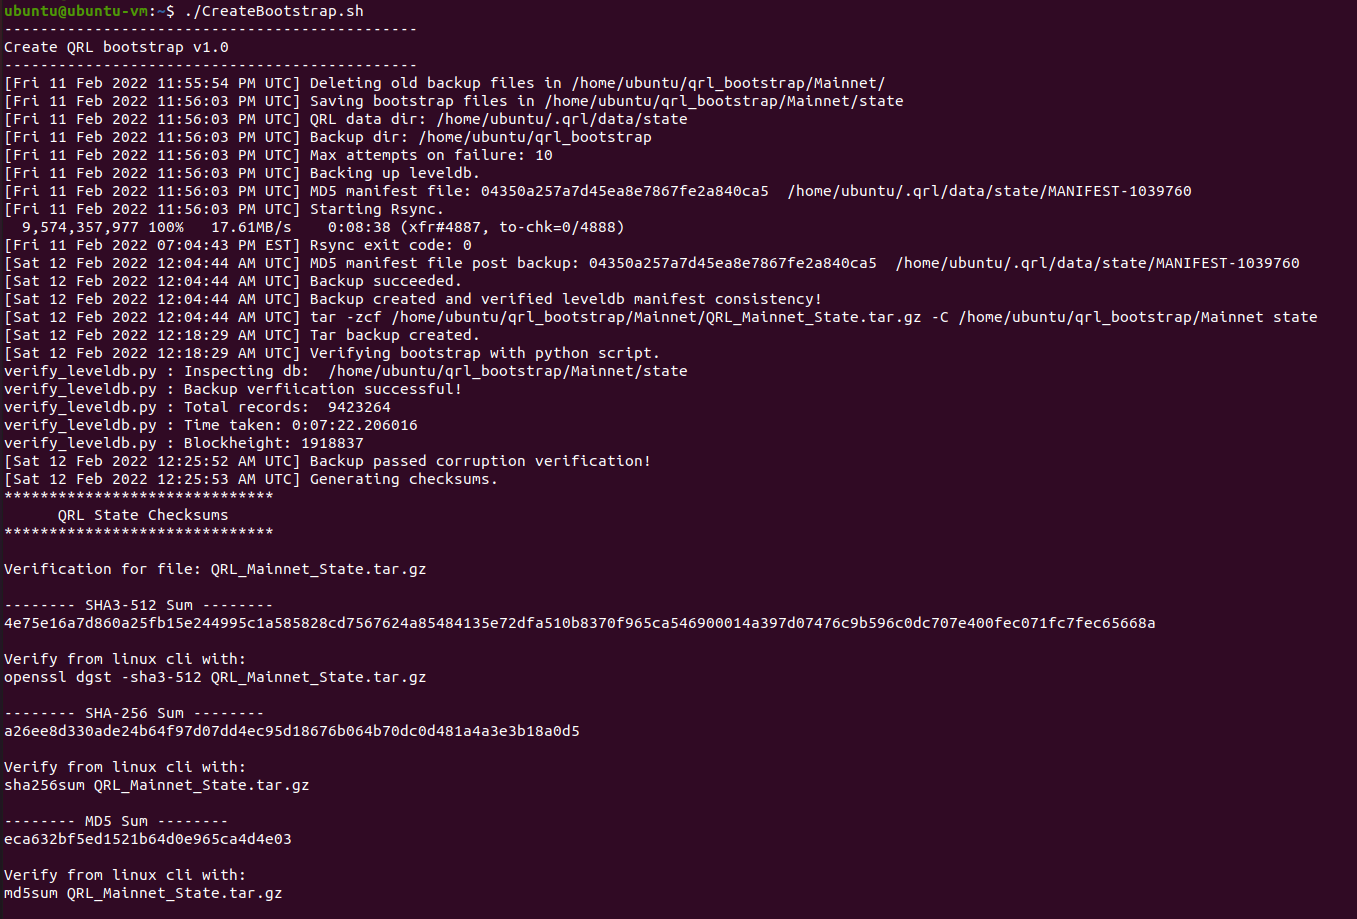 ubuntu@ubuntu-vm:~$ ./CreateBootstrap.sh
----------------------------------------------
Create QRL bootstrap v1.0
----------------------------------------------
[Fri 11 Feb 2022 11:55:54 PM UTC] Deleting old backup files in /home/ubuntu/qrl_bootstrap/Mainnet/
[Fri 11 Feb 2022 11:56:03 PM UTC] Saving bootstrap files in /home/ubuntu/qrl_bootstrap/Mainnet/state
[Fri 11 Feb 2022 11:56:03 PM UTC] QRL data dir: /home/ubuntu/.qrl/data/state
[Fri 11 Feb 2022 11:56:03 PM UTC] Backup dir: /home/ubuntu/qrl_bootstrap
[Fri 11 Feb 2022 11:56:03 PM UTC] Max attempts on failure: 10
[Fri 11 Feb 2022 11:56:03 PM UTC] Backing up leveldb.
[Fri 11 Feb 2022 11:56:03 PM UTC] MD5 manifest file: 04350a257a7d45ea8e7867fe2a840ca5  /home/ubuntu/.qrl/data/state/MANIFEST-1039760
[Fri 11 Feb 2022 11:56:03 PM UTC] Starting Rsync.
  9,574,357,977 100%   17.61MB/s    0:08:38 (xfr#4887, to-chk=0/4888)
[Fri 11 Feb 2022 07:04:43 PM EST] Rsync exit code: 0
[Sat 12 Feb 2022 12:04:44 AM UTC] MD5 manifest file post backup: 04350a257a7d45ea8e7867fe2a840ca5  /home/ubuntu/.qrl/data/state/MANIFEST-1039760
[Sat 12 Feb 2022 12:04:44 AM UTC] Backup succeeded.
[Sat 12 Feb 2022 12:04:44 AM UTC] Backup created and verified leveldb manifest consistency!
[Sat 12 Feb 2022 12:04:44 AM UTC] tar -zcf /home/ubuntu/qrl_bootstrap/Mainnet/QRL_Mainnet_State.tar.gz -C /home/ubuntu/qrl_bootstrap/Mainnet state
[Sat 12 Feb 2022 12:18:29 AM UTC] Tar backup created.
[Sat 12 Feb 2022 12:18:29 AM UTC] Verifying bootstrap with python script.
verify_leveldb.py : Inspecting db:  /home/ubuntu/qrl_bootstrap/Mainnet/state
verify_leveldb.py : Backup verfiication successful!
verify_leveldb.py : Total records:  9423264
verify_leveldb.py : Time taken: 0:07:22.206016
verify_leveldb.py : Blockheight: 1918837
[Sat 12 Feb 2022 12:25:52 AM UTC] Backup passed corruption verification!
[Sat 12 Feb 2022 12:25:53 AM UTC] Generating checksums.
******************************
      QRL State Checksums
******************************
Verification for file: QRL_Mainnet_State.tar.gz
-------- SHA3-512 Sum --------
4e75e16a7d860a25fb15e244995c1a585828cd7567624a85484135e72dfa510b8370f965ca546900014a397d07476c9b596c0dc707e400fec071fc7fec65668a
Verify from linux cli with:
openssl dgst -sha3-512 QRL_Mainnet_State.tar.gz
-------- SHA-256 Sum --------
a26ee8d330ade24b64f97d07dd4ec95d18676b064b70dc0d481a4a3e3b18a0d5
Verify from linux cli with:
sha256sum QRL_Mainnet_State.tar.gz
-------- MD5 Sum --------
eca632bf5ed1521b64d0e965ca4d4e03
Verify from linux cli with:
md5sum QRL_Mainnet_State.tar.gz